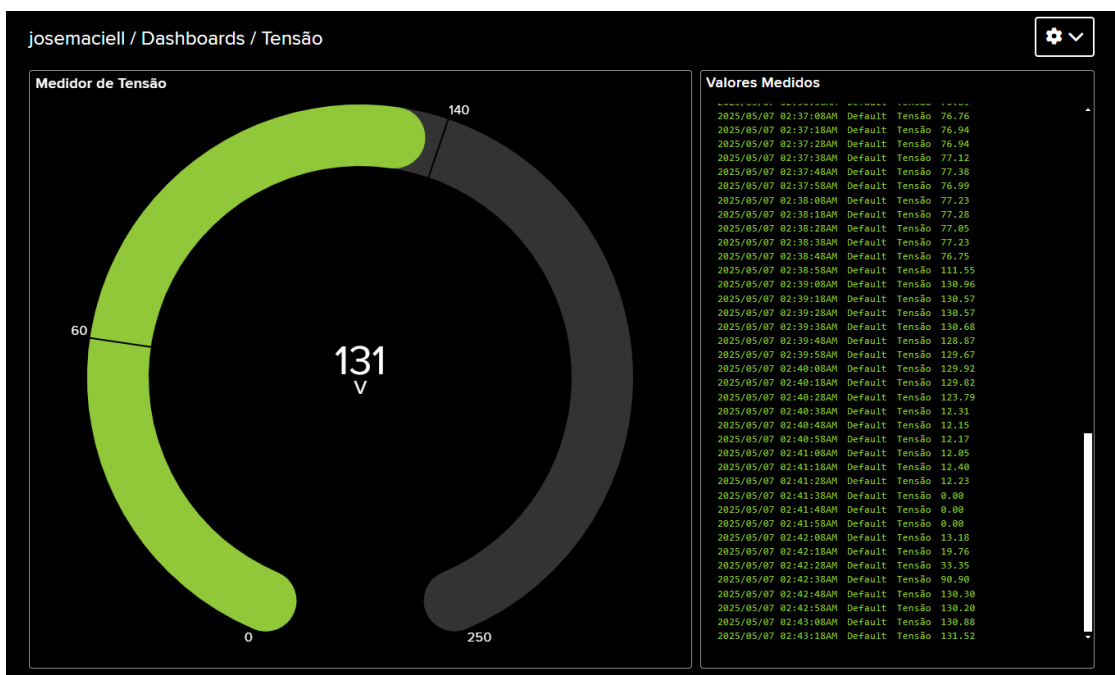 josemaciell / Dashboards / Tensão
Medidor de Tensão
140
60
131
V
0
250
Valores Medidos
2025/05/07 02:37:08AM Default Tensão 76.76
2025/05/07 02:37:18AM Default Tensão 76.94
2025/05/07 02:37:28AM Default Tensão 76.94
2025/05/07 02:37:38AM Default Tensão 77.12
2025/05/07 02:37:48AM Default Tensão 77.38
2025/05/07 02:37:58AM Default Tensão 76.99
2025/05/07 02:38:08AM Default Tensão 77.23
2025/05/07 02:38:18AM Default Tensão 77.28
2025/05/07 02:38:28AM Default Tensão 77.05
2025/05/07 02:38:38AM Default Tensão 77.23
2025/05/07 02:38:48AM Default Tensão 76.75
2025/05/07 02:38:58AM Default Tensão 111.55
2025/05/07 02:39:08AM Default Tensão 130.96
2025/05/07 02:39:18AM Default Tensão 130.57
2025/05/07 02:39:28AM Default Tensão 130.57
2025/05/07 02:39:38AM Default Tensão 130.68
2025/05/07 02:39:48AM Default Tensão 128.87
2025/05/07 02:39:58AM Default Tensão 129.67
2025/05/07 02:40:08AM Default Tensão 129.92
2025/05/07 02:40:18AM Default Tensão 129.82
2025/05/07 02:40:28AM Default Tensão 123.79
2025/05/07 02:40:38AM Default Tensão 12.31
2025/05/07 02:40:48AM Default Tensão 12.15
2025/05/07 02:40:58AM Default Tensão 12.17
2025/05/07 02:41:08AM Default Tensão 12.05
2025/05/07 02:41:18AM Default Tensão 12.40
2025/05/07 02:41:28AM Default Tensão 12.23
2025/05/07 02:41:38AM Default Tensão 0.00
2025/05/07 02:41:48AM Default Tensão 0.00
2025/05/07 02:41:58AM Default Tensão 0.00
2025/05/07 02:42:08AM Default Tensão 13.18
2025/05/07 02:42:18AM Default Tensão 19.76
2025/05/07 02:42:28AM Default Tensão 33.35
2025/05/07 02:42:38AM Default Tensão 90.90
2025/05/07 02:42:48AM Default Tensão 130.30
2025/05/07 02:42:58AM Default Tensão 130.20
2025/05/07 02:43:08AM Default Tensão 130.88
2025/05/07 02:43:18AM Default Tensão 131.52